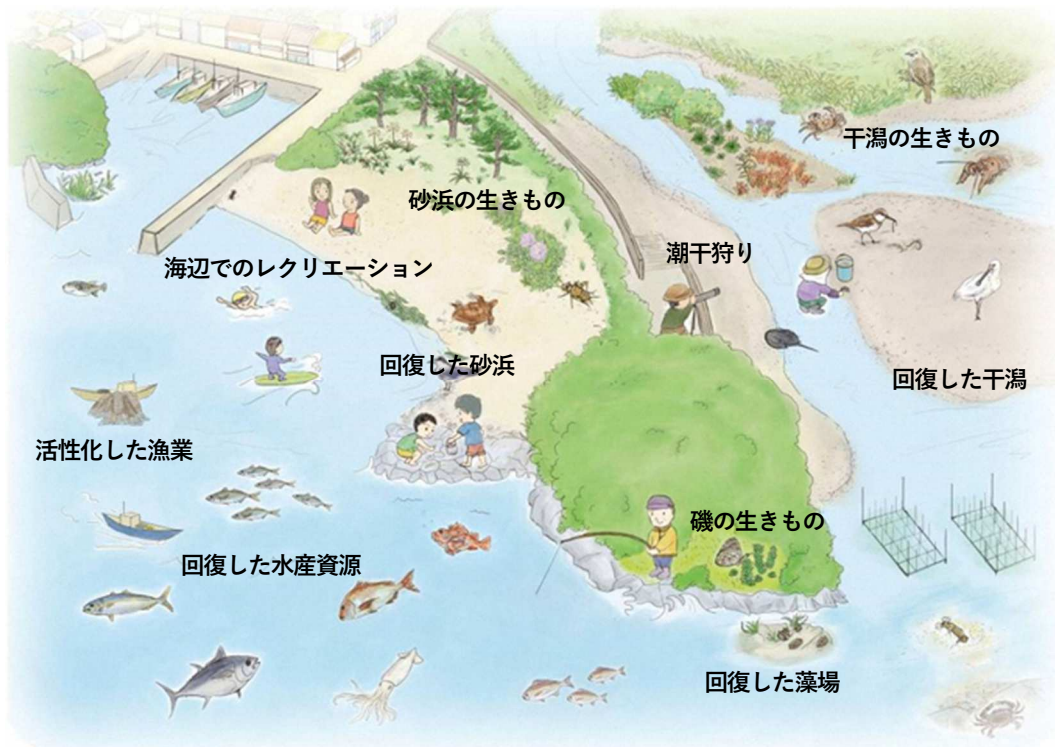 干潟の生きもの
砂浜の生きもの
潮干狩り
海辺でのレクリエーション
回復した砂浜
回復した干潟
活性化した漁業
磯の生きもの
回復した水産資源
回復した藻場